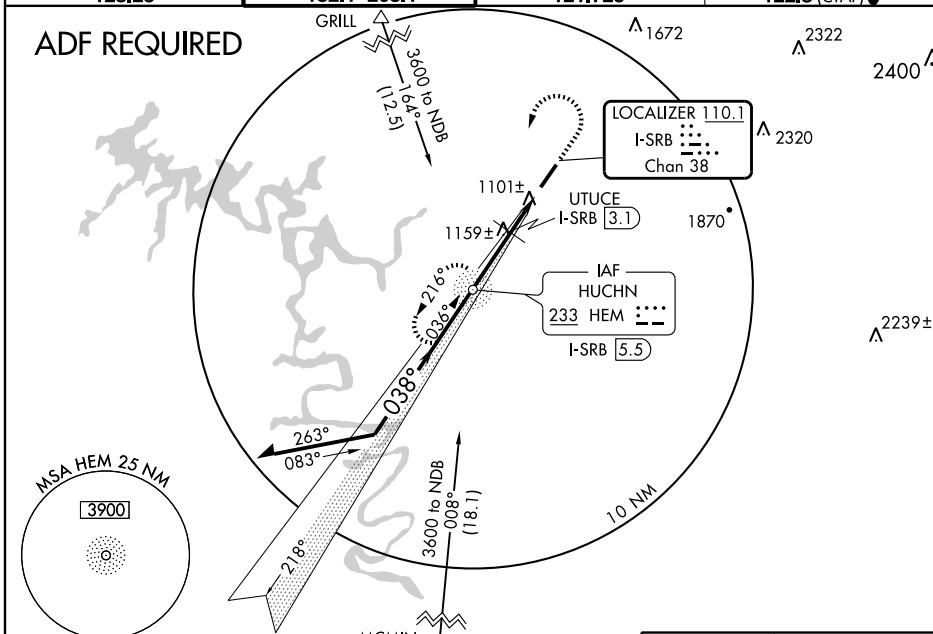 ADF REQUIRED
GRILL
3600 to NDB
164°
(12.5)
1672
2322
2400
LOCALIZER 110.1
I-SRB
Chan 38
2320
1101±
UTUCE
I-SRB 3.1
1159±
1870
IAF
HUCHN
233 HEM
I-SRB 5.5
2239±
216°
036°
038°
263°
083°
MSA HEM 25 NM
3900
218°
3600 to NDB
008°
(18.1)
10 NM